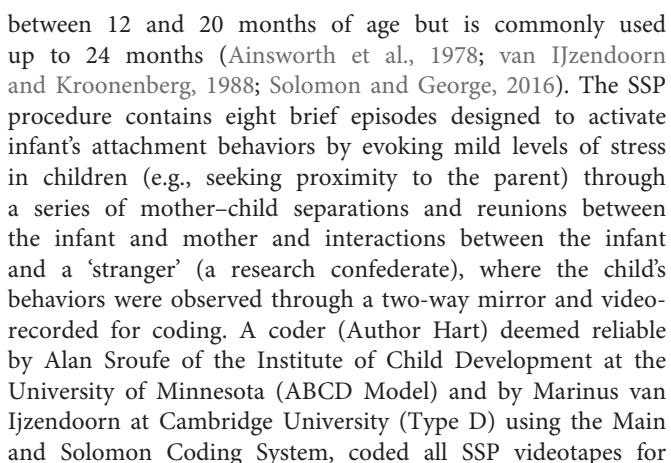 between 12 and 20 months of age but is commonly used
up to 24 months (Ainsworth et al., 1978; van IJzendoorn
and Kroonenberg, 1988; Solomon and George, 2016). The SSP
procedure contains eight brief episodes designed to activate
infant’s attachment behaviors by evoking mild levels of stress
in children (e.g., seeking proximity to the parent) through
a series of mother–child separations and reunions between
the infant and mother and interactions between the infant
and a ‘stranger’ (a research confederate), where the child’s
behaviors were observed through a two-way mirror and video-
recorded for coding. A coder (Author Hart) deemed reliable
by Alan Sroufe of the Institute of Child Development at the
University of Minnesota (ABCD Model) and by Marinus van
Ijzendoorn at Cambridge University (Type D) using the Main
and Solomon Coding System, coded all SSP videotapes for